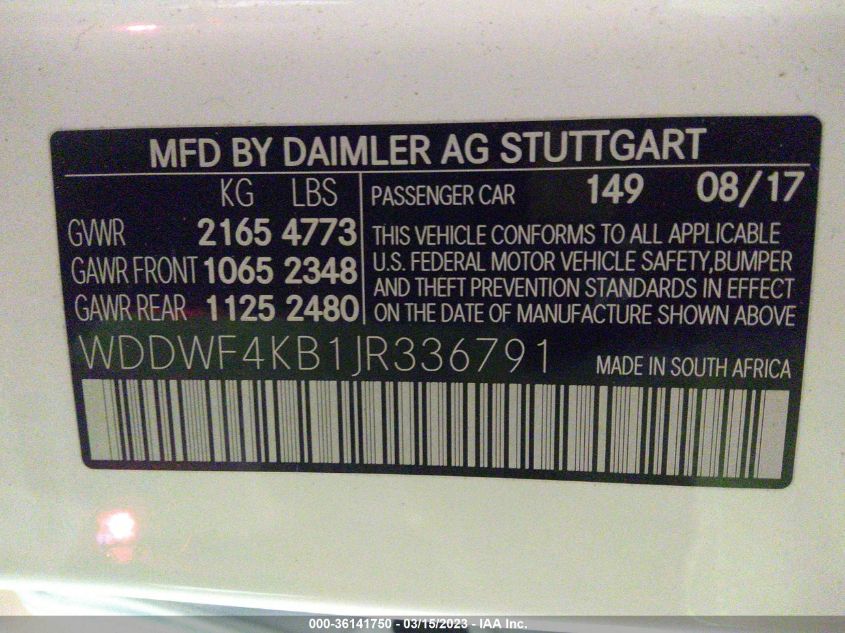 MFD BY DAIMLER AG STUTTGART
KG LBS
GVWR 2165 4773
GAWR FRONT 1065 2348
GAWR REAR 1125 2480
PASSENGER CAR 149 08/17
THIS VEHICLE CONFORMS TO ALL APPLICABLE
U.S. FEDERAL MOTOR VEHICLE SAFETY,BUMPER
AND THEFT PREVENTION STANDARDS IN EFFECT
ON THE DATE OF MANUFACTURE SHOWN ABOVE
WDDWF4KB1JR336791 MADE IN SOUTH AFRICA
000-36141750 - 03/15/2023 - IAA Inc.